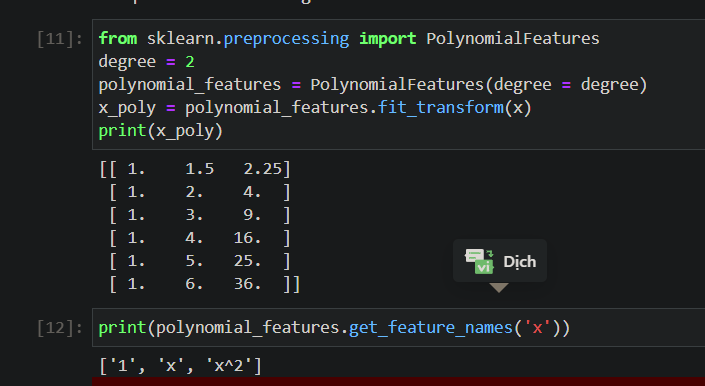 [11]: from sklearn.preprocessing import PolynomialFeatures
degree = 2
polynomial_features = PolynomialFeatures(degree = degree)
x_poly = polynomial_features.fit_transform(x)
print(x_poly)
[[ 1.    1.5   2.25]
 [ 1.    2.    4.  ]
 [ 1.    3.    9.  ]
 [ 1.    4.   16.  ]
 [ 1.    5.   25.  ]
 [ 1.    6.   36.  ]]
vi Dịch
[12]: print(polynomial_features.get_feature_names('x'))
['1', 'x', 'x^2']